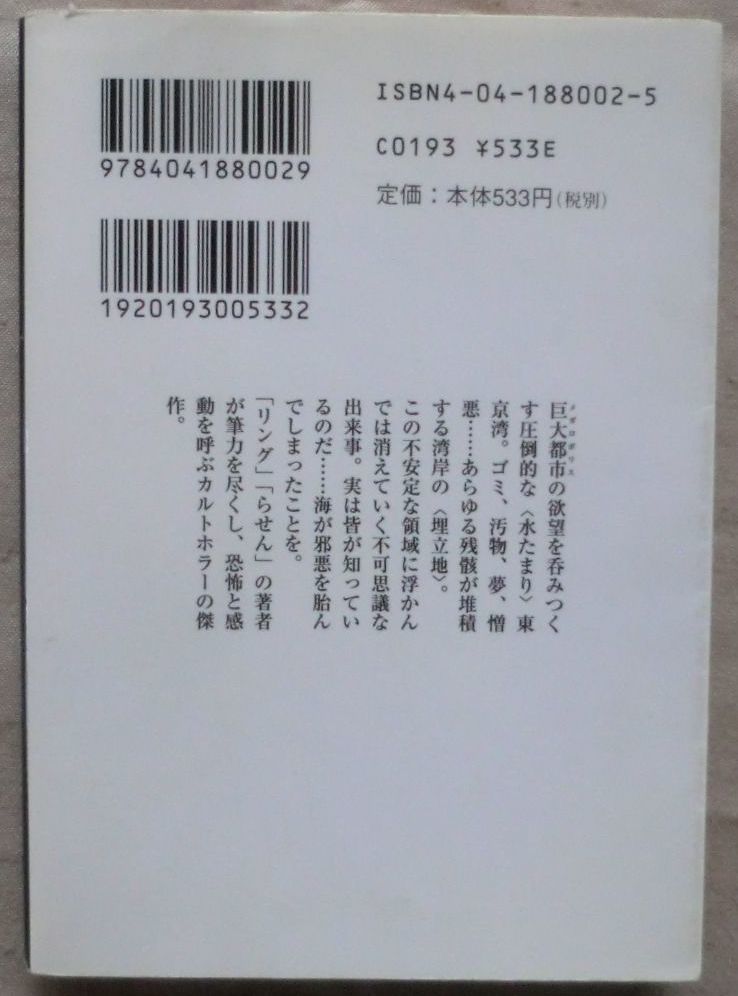 9784041880029
1920193005332
ISBN4-04-188002-5
C0193 ¥533E
定価：本体533円(税別)
メガロポリス
巨大都市の欲望を呑みつく
す圧倒的な〈水たまり〉東
京湾。ゴミ、汚物、夢、憎
悪……あらゆる残骸が堆積
する湾岸の〈埋立地〉。
この不安定な領域に浮かん
では消えていく不可思議な
出来事。実は皆が知ってい
るのだ……海が邪悪を胎ん
でしまったことを。
「リング」「らせん」の著者
が筆力を尽くし、恐怖と感
動を呼ぶカルトホラーの傑
作。